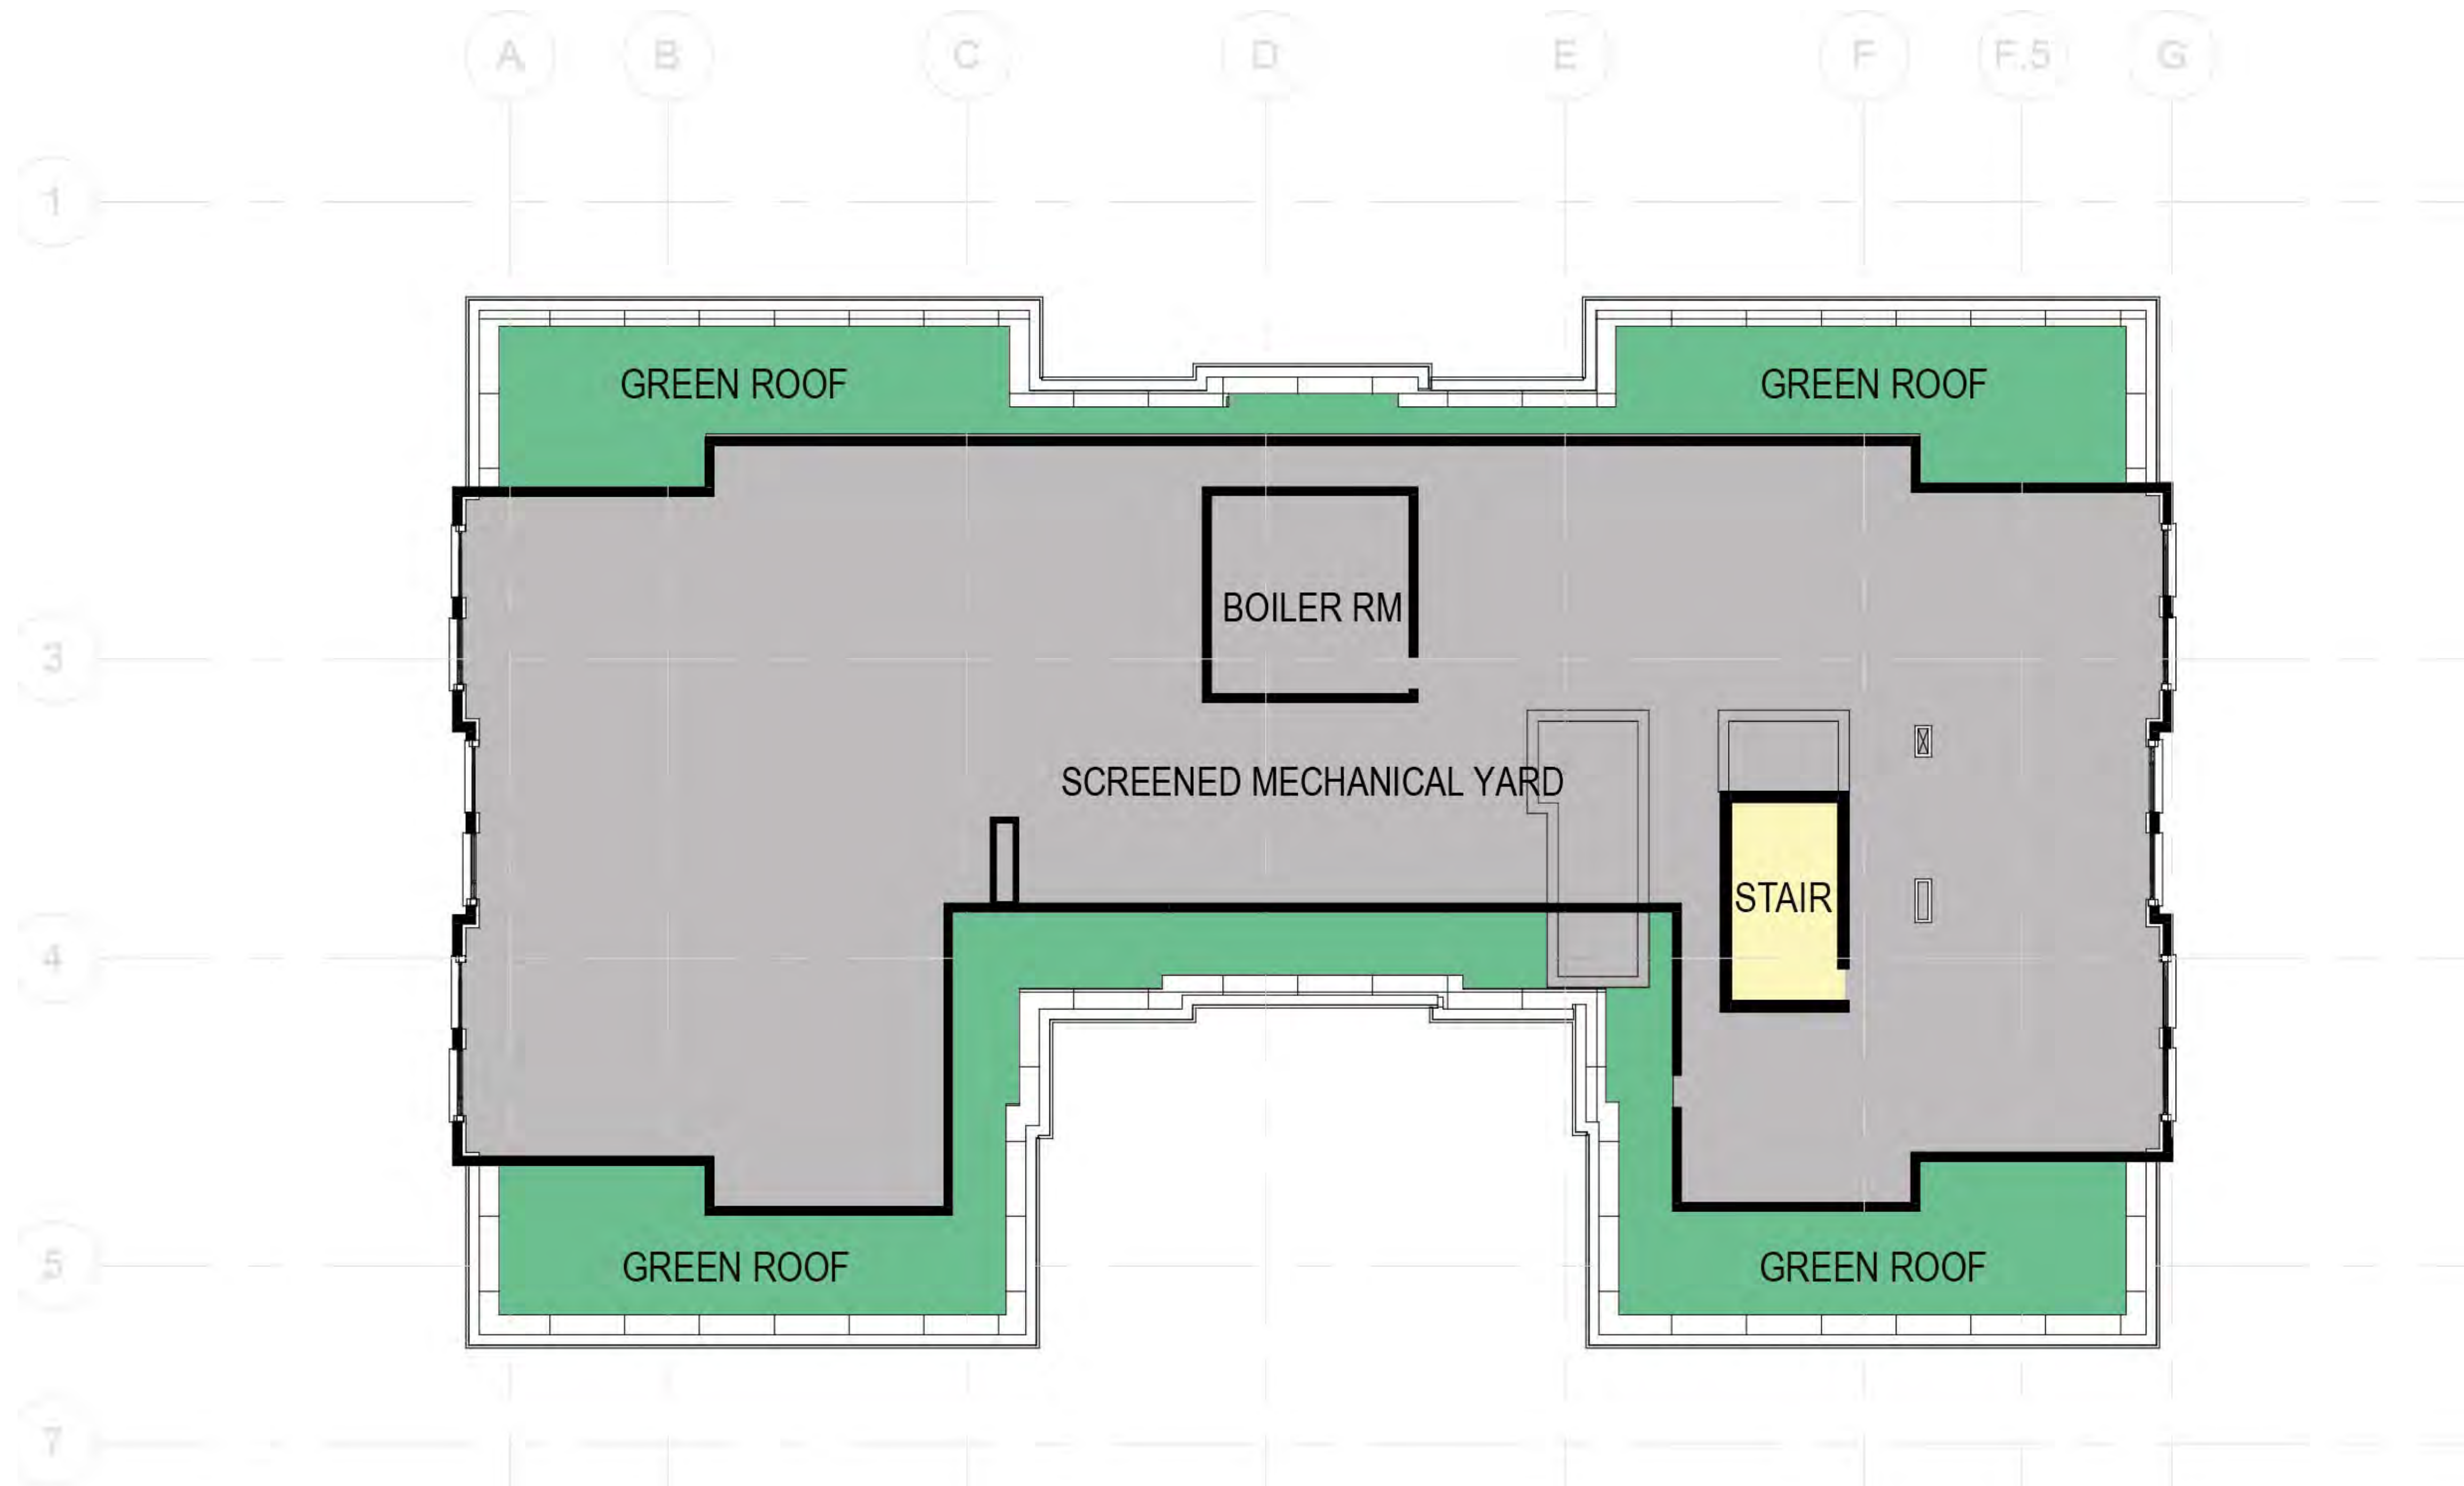 A B C D E F F.5 G
1
GREEN ROOF GREEN ROOF
BOILER RM
3
SCREENED MECHANICAL YARD
STAIR
4
GREEN ROOF GREEN ROOF
5
7